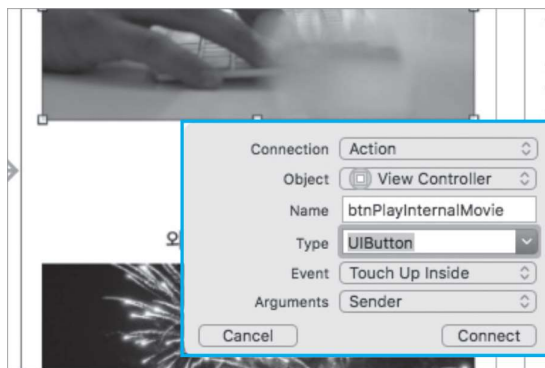 Connection Action
Object View Controller
Name btnPlayInternalMovie
Type UIButton
Event Touch Up Inside
Arguments Sender
Cancel Connect